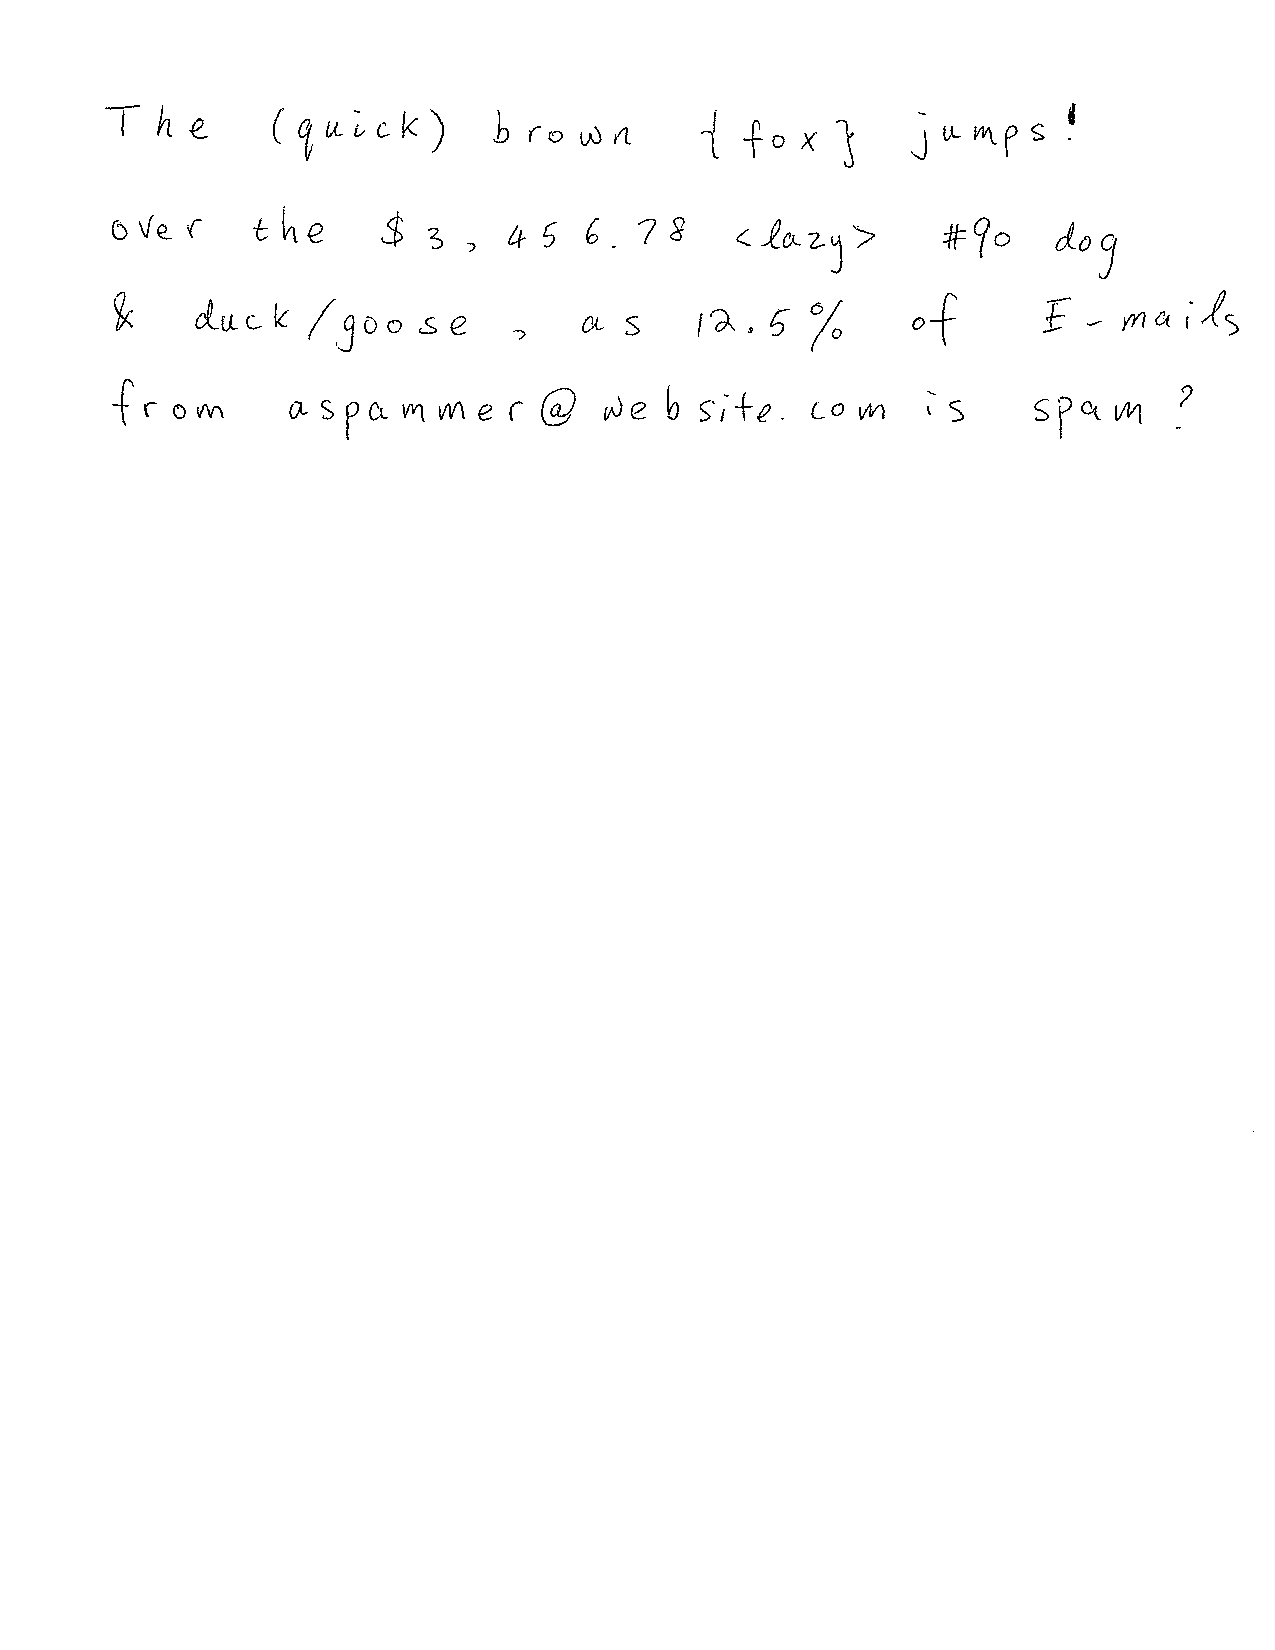 The (quick) brown {fox} jumps!
over the $3,456.78 <lazy> #90 dog
& duck/goose, as 12.5% of E-mails
from aspammer@website.com is spam?